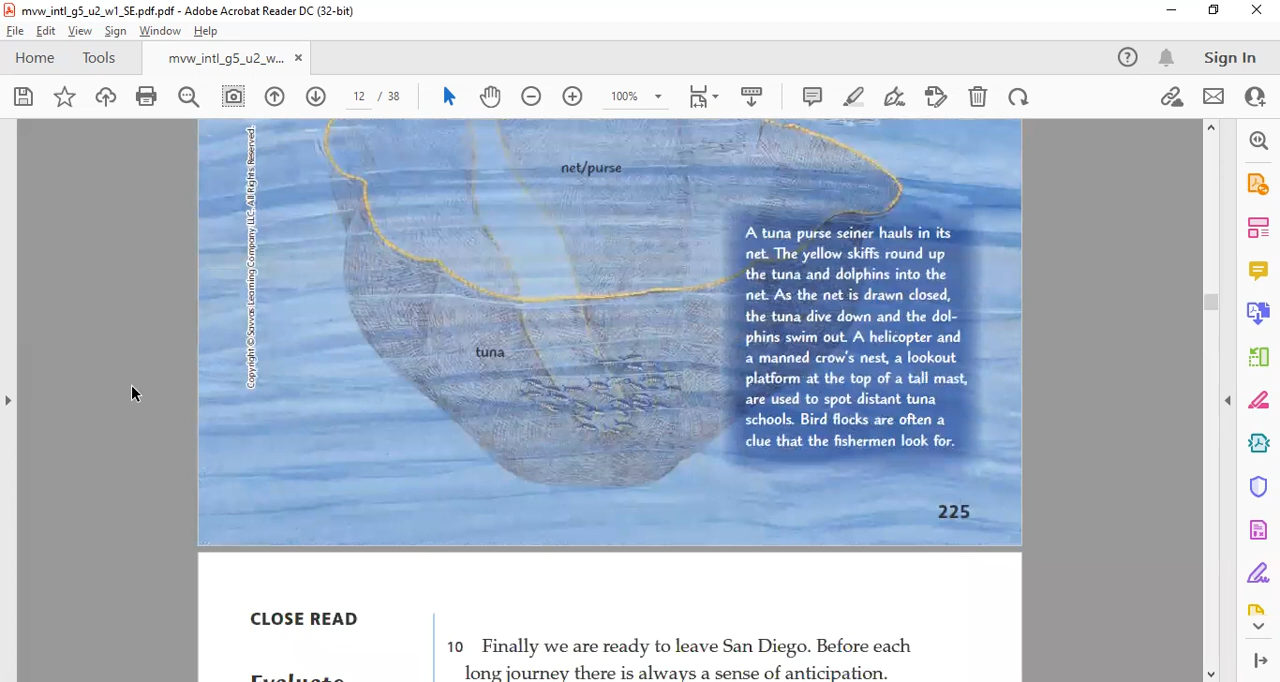 mvw_intl_g5_u2_w1_SE.pdf.pdf - Adobe Acrobat Reader DC (32-bit)
File Edit View Sign Window Help
Home Tools mvw_intl_g5_u2_w... × Sign In
12 / 38 100%
Copyright © Savvas Learning Company LLC. All Rights Reserved.
net/purse
A tuna purse seiner hauls in its
net. The yellow skiffs round up
the tuna and dolphins into the
net. As the net is drawn closed,
the tuna dive down and the dol-
phins swim out. A helicopter and
a manned crow's nest, a lookout
platform at the top of a tall mast,
are used to spot distant tuna
schools. Bird flocks are often a
clue that the fishermen look for.
tuna
225
CLOSE READ
Evaluate
10 Finally we are ready to leave San Diego. Before each
long journey there is always a sense of anticipation.